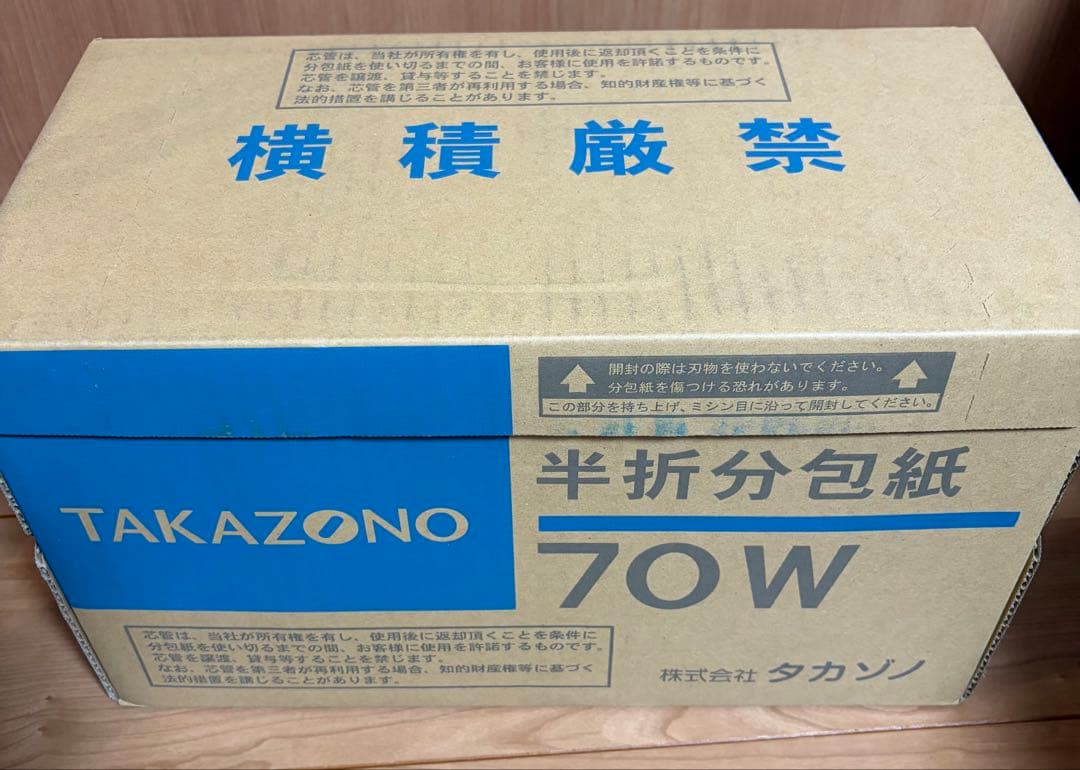 芯管は、当社が所有権を有し、使用後に返却頂くことを条件に
分包紙を使い切るまでの間、お客様に使用を許諾するものです。
芯管を譲渡、貸与等することを禁じます。
なお、芯管を第三者が再利用する場合、知的財産権等に基づく
法的措置を講じることがあります。
横積厳禁
開封の際は刃物を使わないでください。
分包紙を傷つける恐れがあります。
この部分を持ち上げ、ミシン目に沿って開封してください。
半折分包紙
TAKAZONO
70W
芯管は、当社が所有権を有し、使用後に返却頂くことを条件に
分包紙を使い切るまでの間、お客様に使用を許諾するものです。
芯管を譲渡、貸与等することを禁じます。
なお、芯管を第三者が再利用する場合、知的財産権等に基づく
法的措置を講じることがあります。
株式会社 タカゾノ